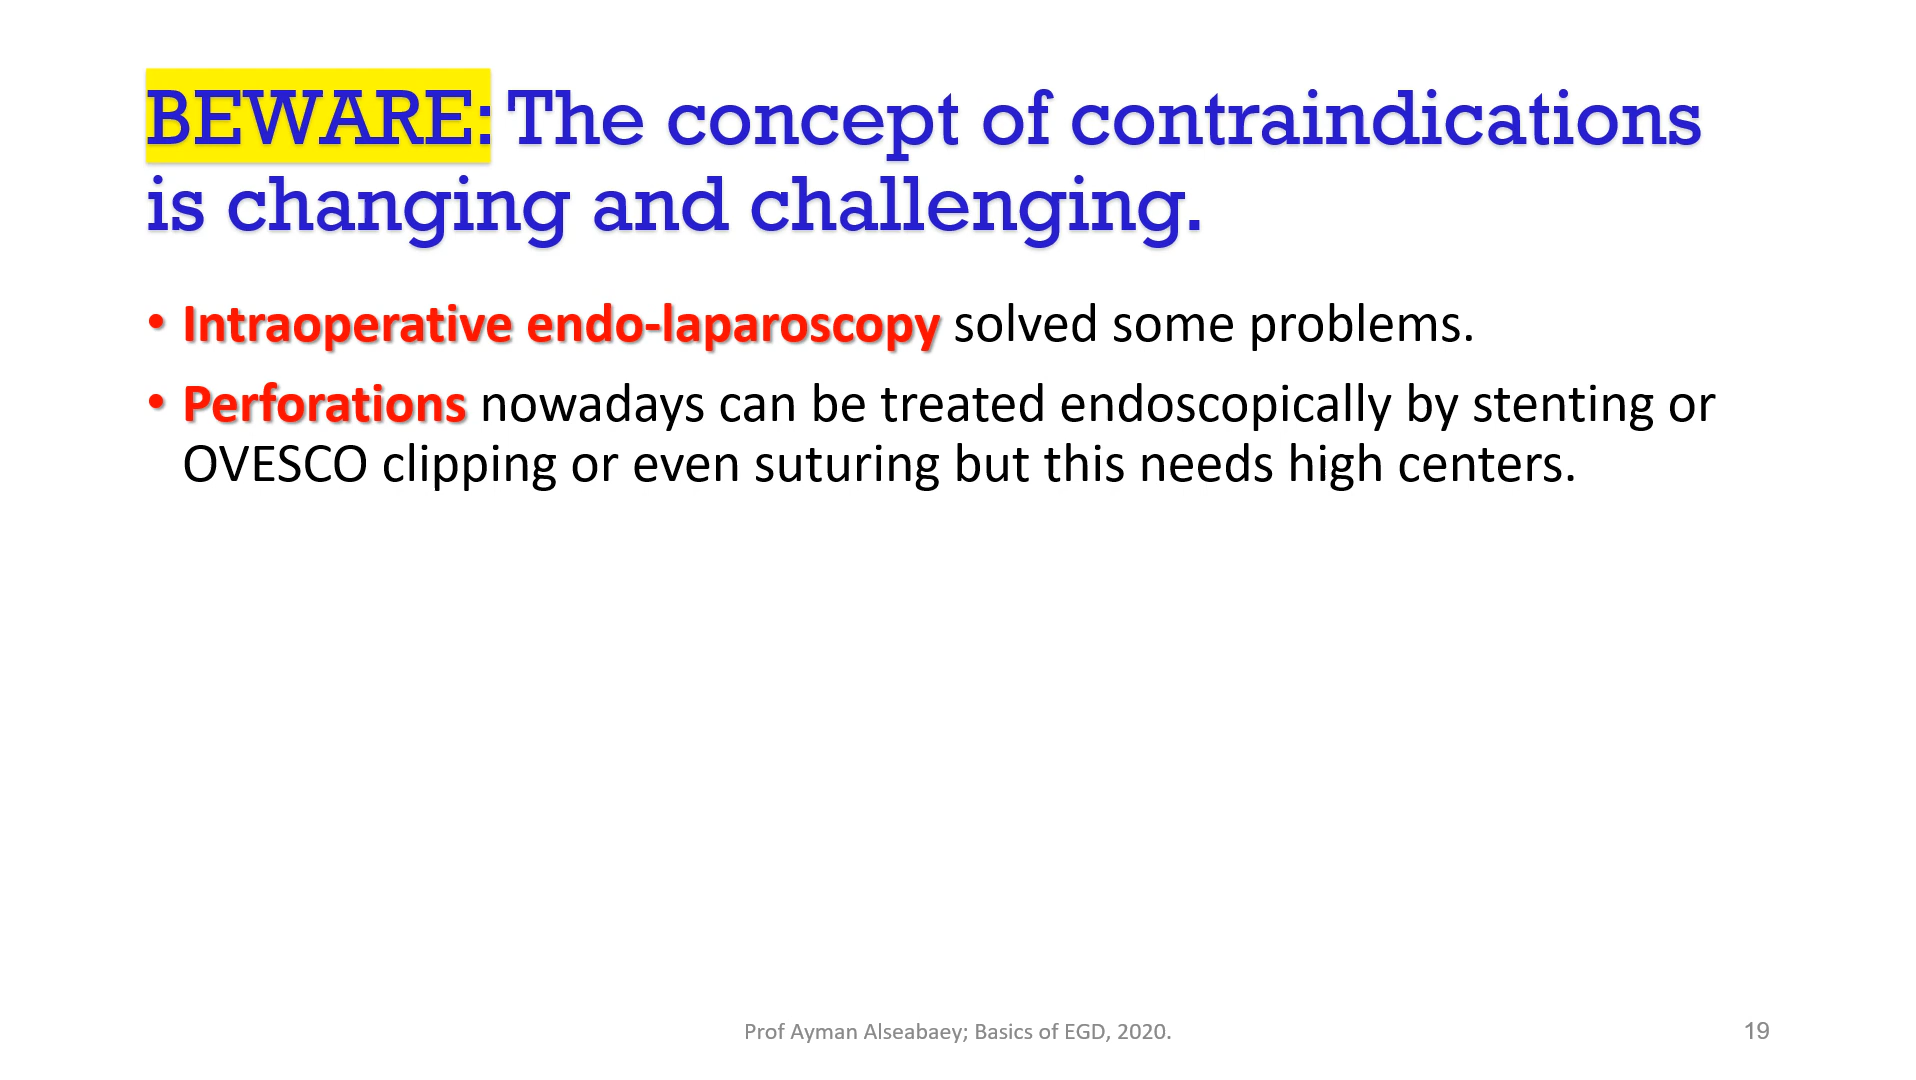 BEWARE: The concept of contraindications
is changing and challenging.
• Intraoperative endo-laparoscopy solved some problems.
• Perforations nowadays can be treated endoscopically by stenting or
OVESCO clipping or even suturing but this needs high centers.
Prof Ayman Alseabaey; Basics of EGD, 2020.
19